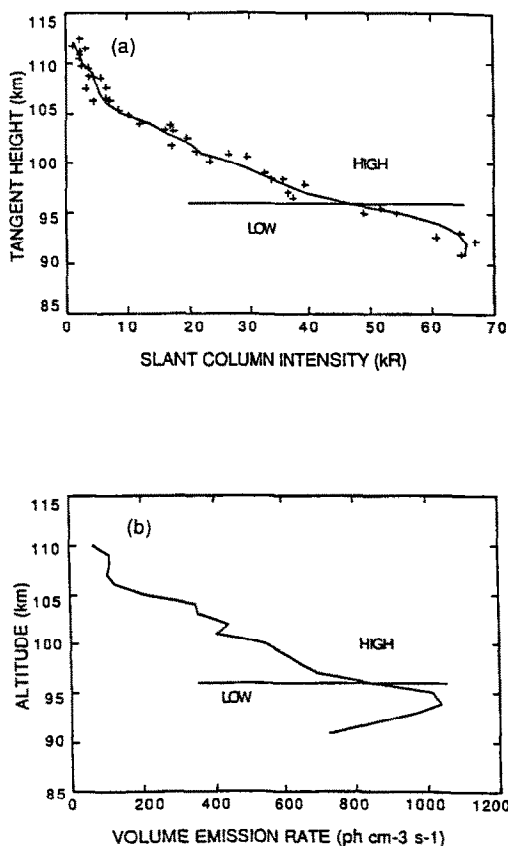 (a)
115
110
105
100
95
90
85
TANGENT HEIGHT (km)
HIGH
LOW
0 10 20 30 40 50 60 70
SLANT COLUMN INTENSITY (kR)
(b)
115
110
105
100
95
90
85
ALTITUDE (km)
HIGH
LOW
0 200 400 600 800 1000 1200
VOLUME EMISSION RATE (ph cm-3 s-1)